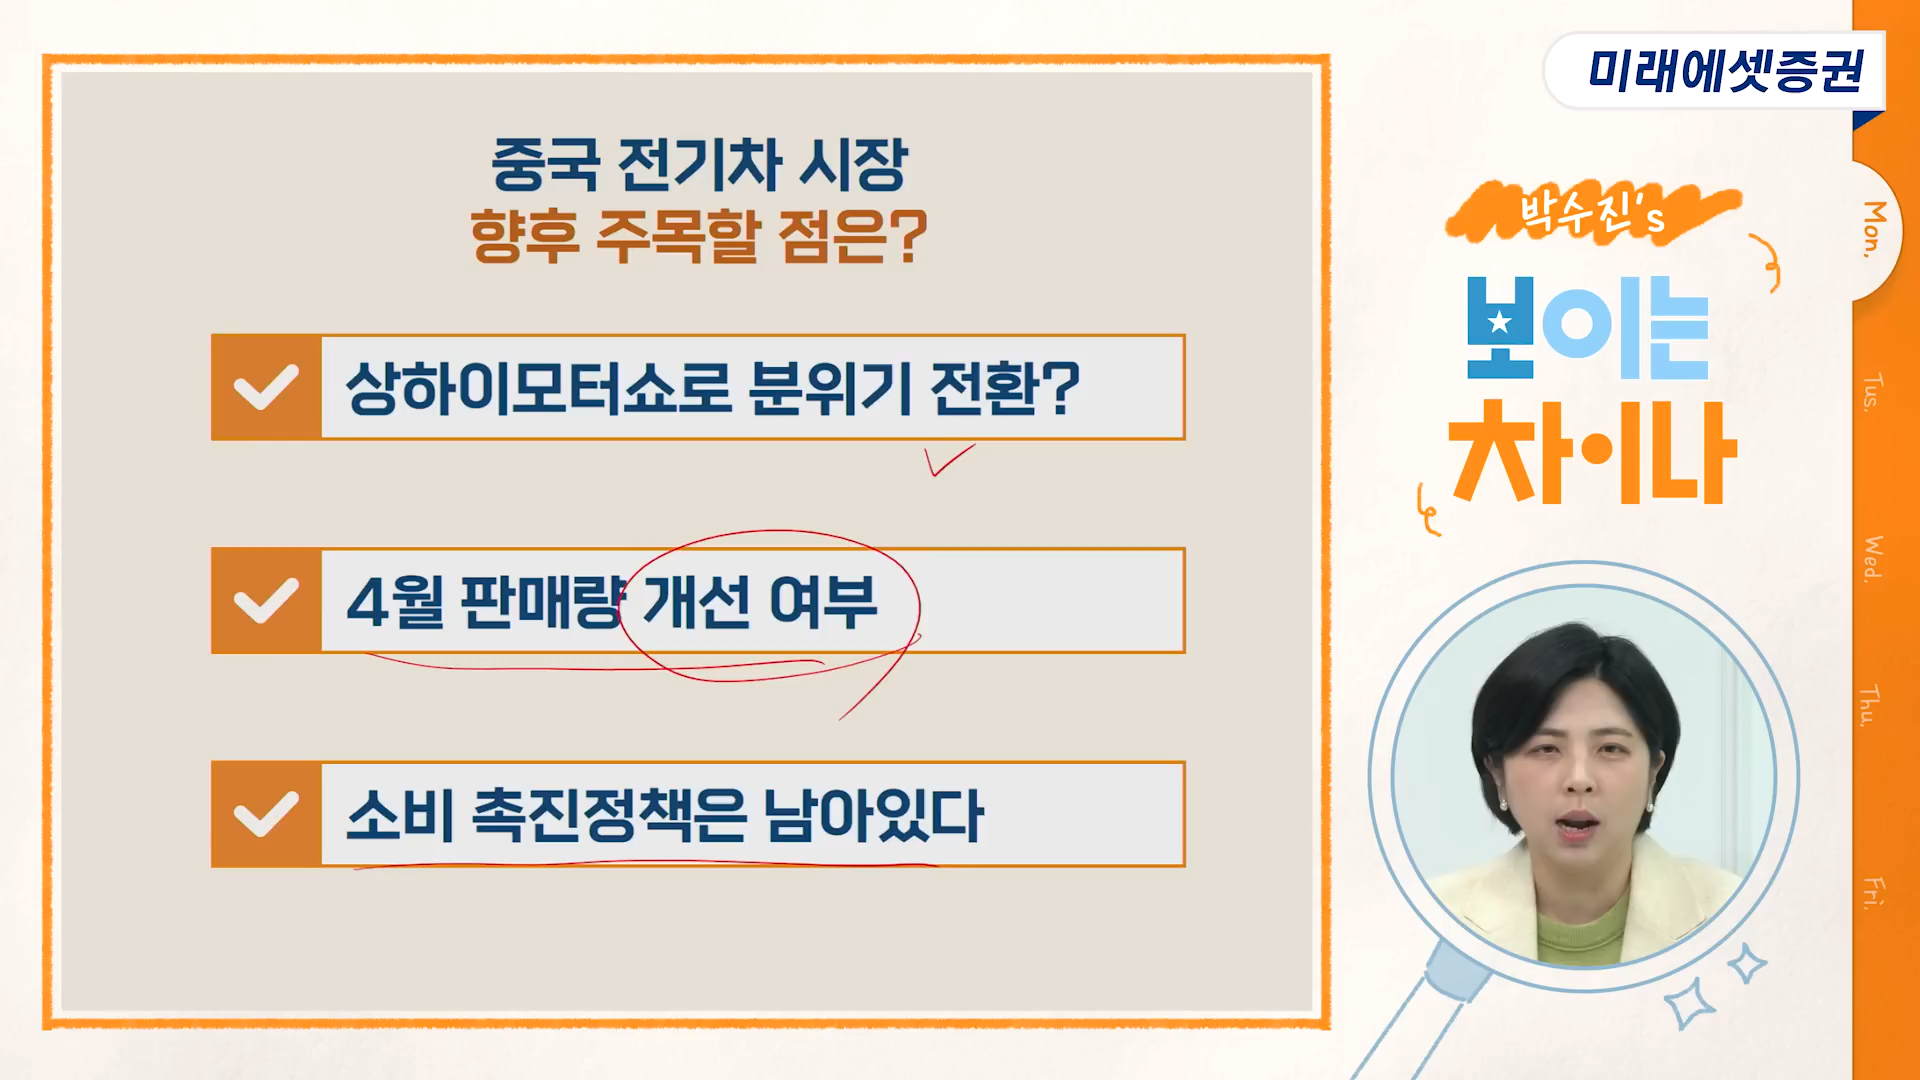 미래에셋증권
중국 전기차 시장
향후 주목할 점은?
상하이모터쇼로 분위기 전환?
4월 판매량 개선 여부
소비 촉진정책은 남아있다
박수진's
보이는
차이나
Mon.
Tus.
Wed.
Thu.
Fri.